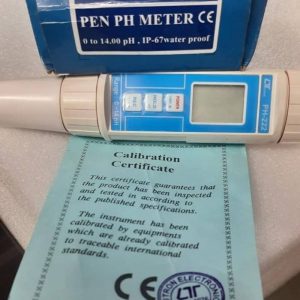 PEN PH METER CE
0 to 14.00 pH , IP-67water proof
PH-222
Calibration
Certificate
This certificate guarantees that
the product has been inspected
and tested in according to
the published specifications.
The instrument has been
calibrated by equipments
which are already calibrated
to traceable international
standards.
CE
TRON ELECTRONIC